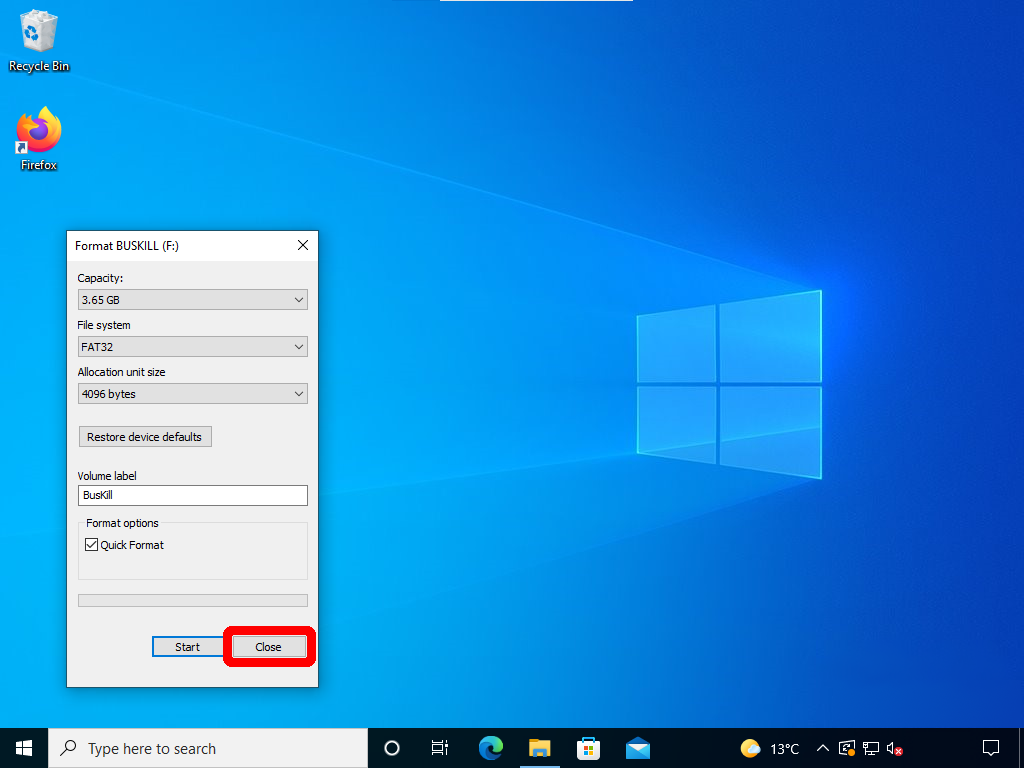 Recycle Bin
Firefox
Format BUSKILL (F:)
Capacity:
3.65 GB
File system
FAT32
Allocation unit size
4096 bytes
Restore device defaults
Volume label
BusKill
Format options
Quick Format
Start
Close
Type here to search
13°C